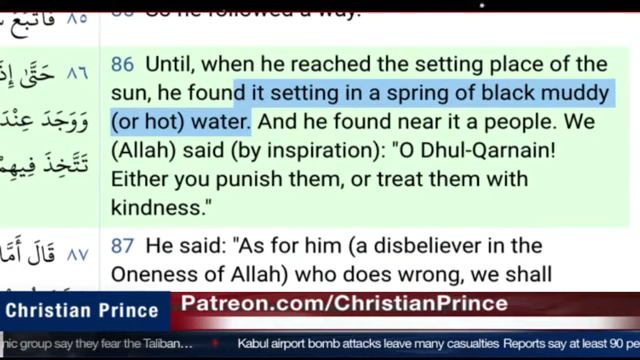 So he followed a way.
٨٥
حَتَّىٰ ٨٦
وَوَجَدَ
تَتَّخِذَ
86 Until, when he reached the setting place of the
sun, he found it setting in a spring of black muddy
(or hot) water. And he found near it a people. We
(Allah) said (by inspiration): "O Dhul-Qarnain!
Either you punish them, or treat them with
kindness."
قَالَ أَمَّا ٨٧
87 He said: "As for him (a disbeliever in the
Oneness of Allah) who does wrong, we shall
Christian Prince
Patreon.com/ChristianPrince
group say they fear the Taliban... Kabul airport bomb attacks leave many casualties Reports say at least 90